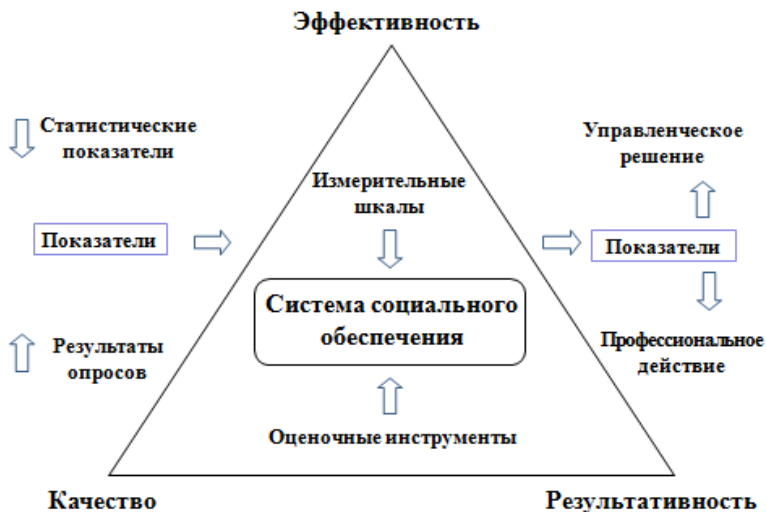 Эффективность
Статистические
показатели
Управленческое
решение
Измерительные
шкалы
Показатели
Показатели
Система социального
обеспечения
Результаты
опросов
Профессиональное
действие
Оценочные инструменты
Качество
Результативность